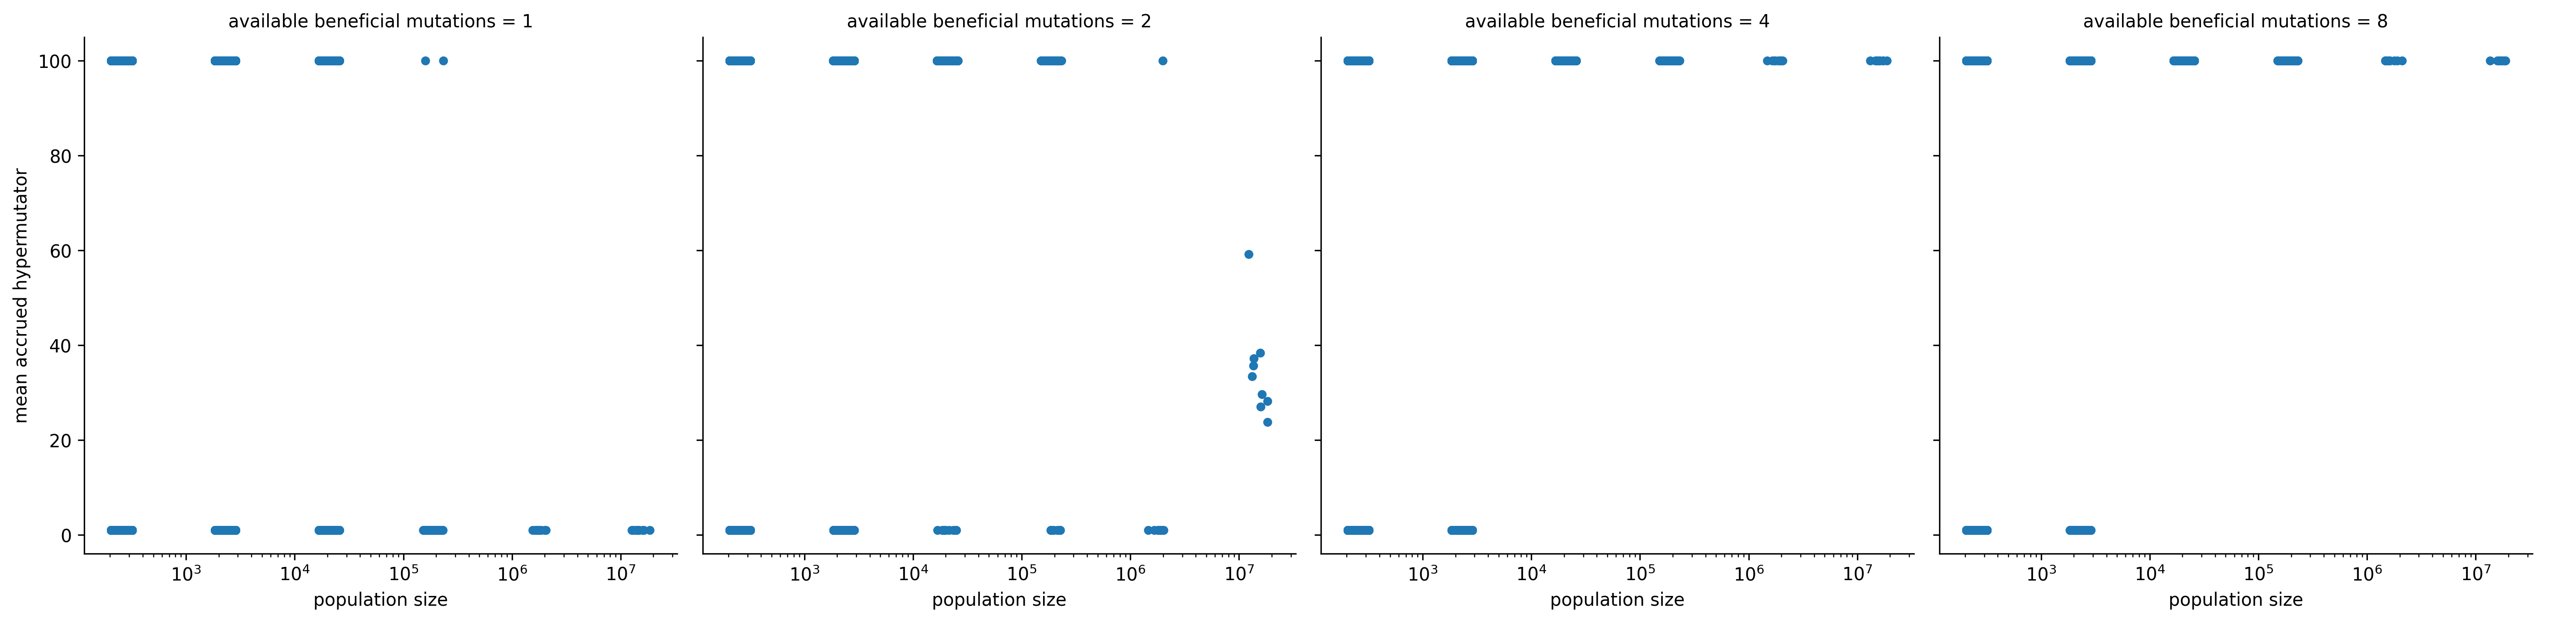 available beneficial mutations = 1
available beneficial mutations = 2
available beneficial mutations = 4
available beneficial mutations = 8
mean accrued hypermutator
100
80
60
40
20
0
10³ 10⁴ 10⁵ 10⁶ 10⁷
10³ 10⁴ 10⁵ 10⁶ 10⁷
10³ 10⁴ 10⁵ 10⁶ 10⁷
10³ 10⁴ 10⁵ 10⁶ 10⁷
population size
population size
population size
population size